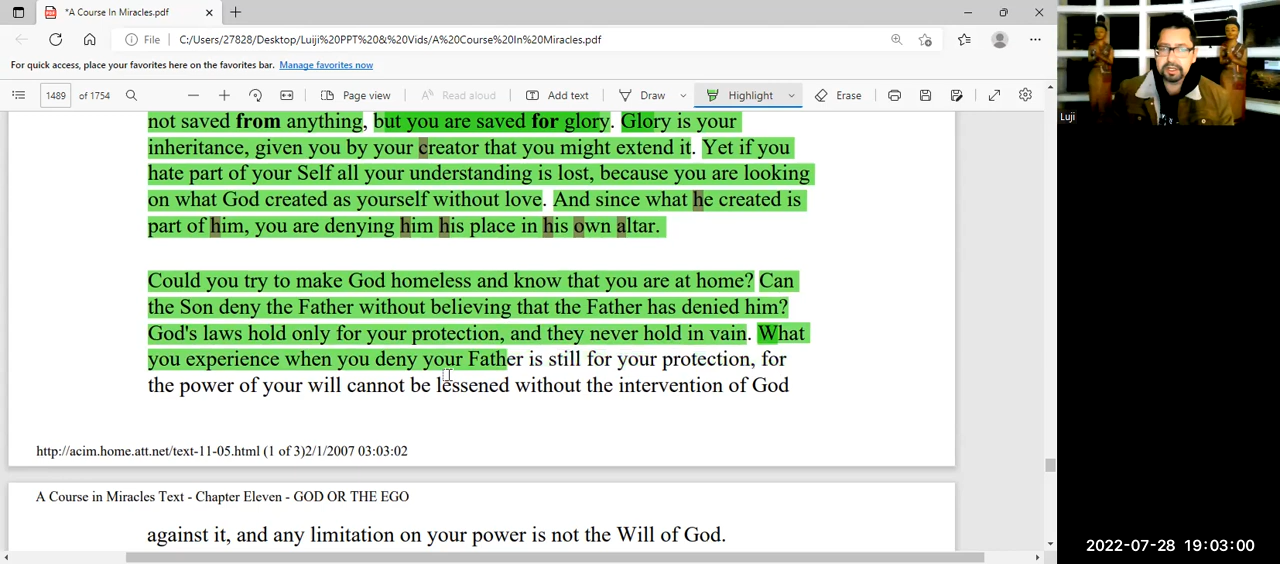 *A Course In Miracles.pdf
File C:/Users/27828/Desktop/Luiji%20PPT%20&%20Vids/A%20Course%20In%20Miracles.pdf
For quick access, place your favorites here on the favorites bar. Manage favorites now
1489 of 1754 Page view Read aloud Add text Draw Highlight Erase
not saved from anything, but you are saved for glory. Glory is your
inheritance, given you by your creator that you might extend it. Yet if you
hate part of your Self all your understanding is lost, because you are looking
on what God created as yourself without love. And since what he created is
part of him, you are denying him his place in his own altar.
Could you try to make God homeless and know that you are at home? Can
the Son deny the Father without believing that the Father has denied him?
God's laws hold only for your protection, and they never hold in vain. What
you experience when you deny your Father is still for your protection, for
the power of your will cannot be lessened without the intervention of God
http://acim.home.att.net/text-11-05.html (1 of 3)2/1/2007 03:03:02
A Course in Miracles Text - Chapter Eleven - GOD OR THE EGO
against it, and any limitation on your power is not the Will of God.
Luji
2022-07-28 19:03:00